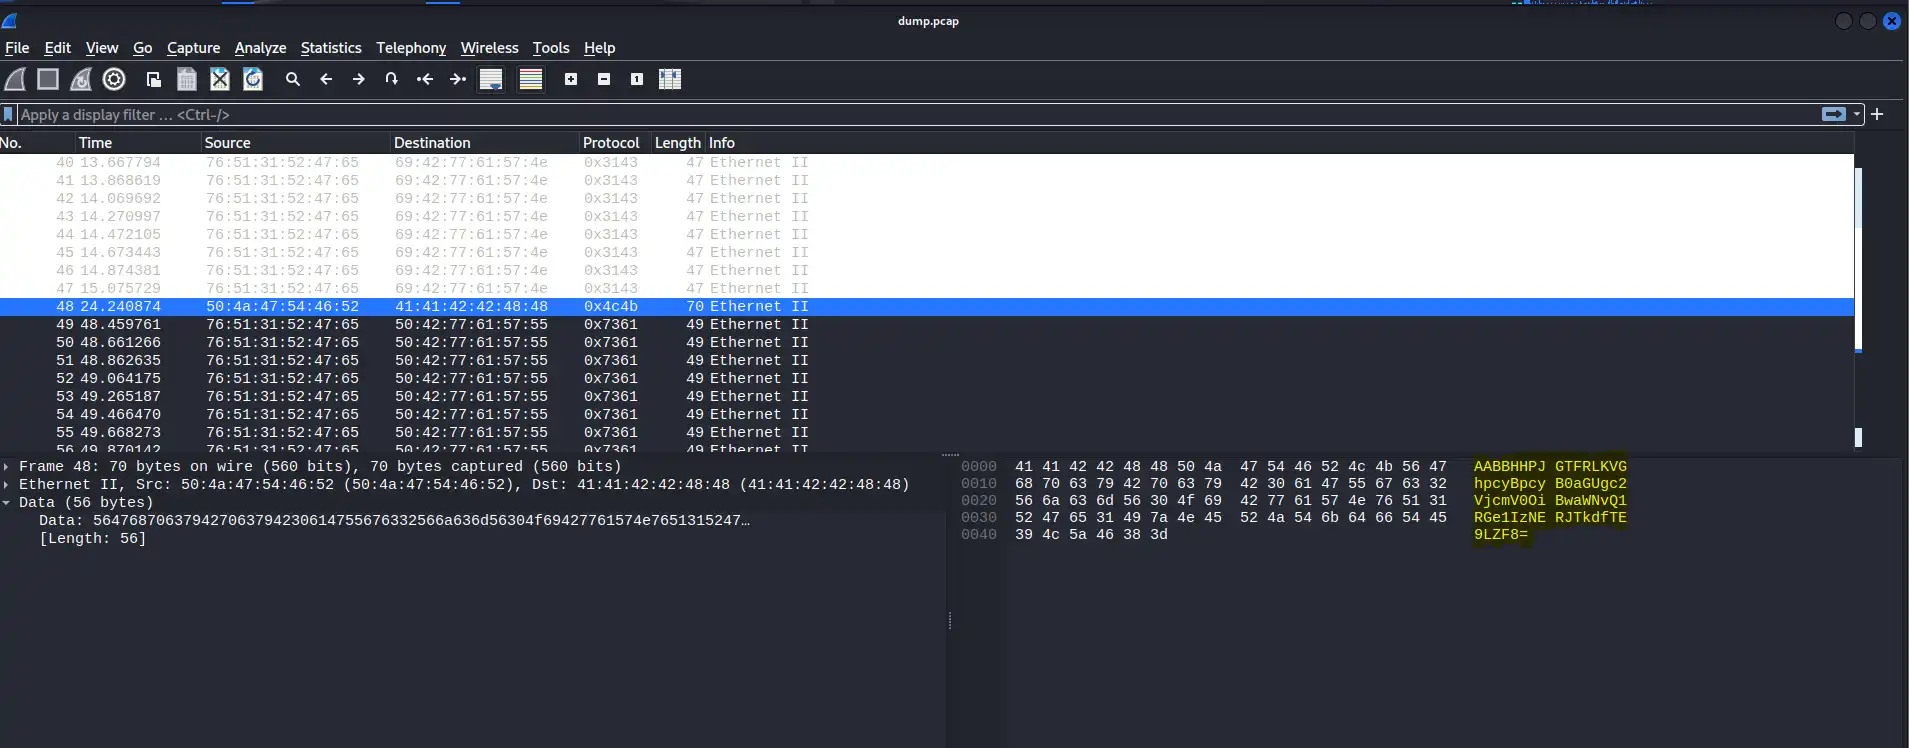 dump.pcap
File Edit View Go Capture Analyze Statistics Telephony Wireless Tools Help
Apply a display filter … <Ctrl-/>
No. Time Source Destination Protocol Length Info
40 13.667794 76:51:31:52:47:65 69:42:77:61:57:4e 0x3143 47 Ethernet II
41 13.868619 76:51:31:52:47:65 69:42:77:61:57:4e 0x3143 47 Ethernet II
42 14.069692 76:51:31:52:47:65 69:42:77:61:57:4e 0x3143 47 Ethernet II
43 14.270997 76:51:31:52:47:65 69:42:77:61:57:4e 0x3143 47 Ethernet II
44 14.472105 76:51:31:52:47:65 69:42:77:61:57:4e 0x3143 47 Ethernet II
45 14.673443 76:51:31:52:47:65 69:42:77:61:57:4e 0x3143 47 Ethernet II
46 14.874381 76:51:31:52:47:65 69:42:77:61:57:4e 0x3143 47 Ethernet II
47 15.075729 76:51:31:52:47:65 69:42:77:61:57:4e 0x3143 47 Ethernet II
48 24.240874 50:4a:47:54:46:52 41:41:42:42:48:48 0x4c4b 70 Ethernet II
49 48.459761 76:51:31:52:47:65 50:42:77:61:57:55 0x7361 49 Ethernet II
50 48.661266 76:51:31:52:47:65 50:42:77:61:57:55 0x7361 49 Ethernet II
51 48.862635 76:51:31:52:47:65 50:42:77:61:57:55 0x7361 49 Ethernet II
52 49.064175 76:51:31:52:47:65 50:42:77:61:57:55 0x7361 49 Ethernet II
53 49.265187 76:51:31:52:47:65 50:42:77:61:57:55 0x7361 49 Ethernet II
54 49.466470 76:51:31:52:47:65 50:42:77:61:57:55 0x7361 49 Ethernet II
55 49.668273 76:51:31:52:47:65 50:42:77:61:57:55 0x7361 49 Ethernet II
56 49.870142 76:51:31:52:47:65 50:42:77:61:57:55 0x7361 49 Ethernet II
Frame 48: 70 bytes on wire (560 bits), 70 bytes captured (560 bits)
Ethernet II, Src: 50:4a:47:54:46:52 (50:4a:47:54:46:52), Dst: 41:41:42:42:48:48 (41:41:42:42:48:48)
Data (56 bytes)
Data: 564768706379427063794230614755676332566a636d56304f69427761574e7651315247…
[Length: 56]
0000 41 41 42 42 48 48 50 4a 47 54 46 52 4c 4b 56 47 AABBHHPJ GTFRLKVG
0010 68 70 63 79 42 70 63 79 42 30 61 47 55 67 63 32 hpcyBpcy B0aGUgc2
0020 56 6a 63 6d 56 30 4f 69 42 77 61 57 4e 76 51 31 VjcmV0Oi BwaWNvQ1
0030 52 47 65 31 49 7a 4e 45 52 4a 54 6b 64 66 54 45 RGe1IzNE RJTkdfTE
0040 39 4c 5a 46 38 3d 9LZF8=